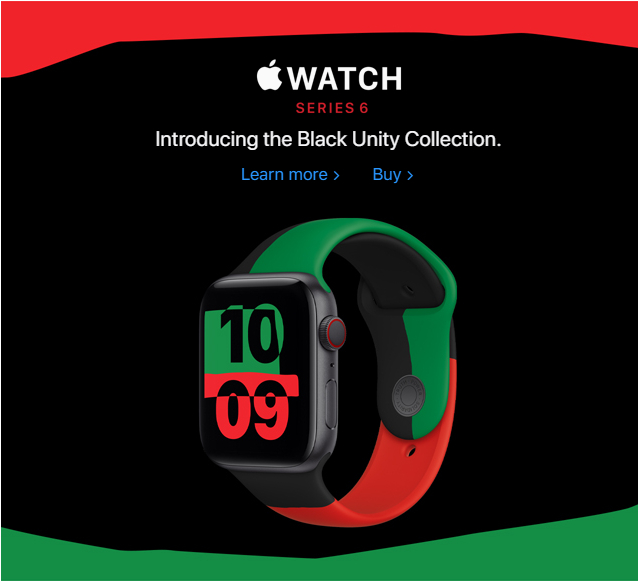 WATCH
SERIES 6
Introducing the Black Unity Collection.
Learn more > Buy >
10
09